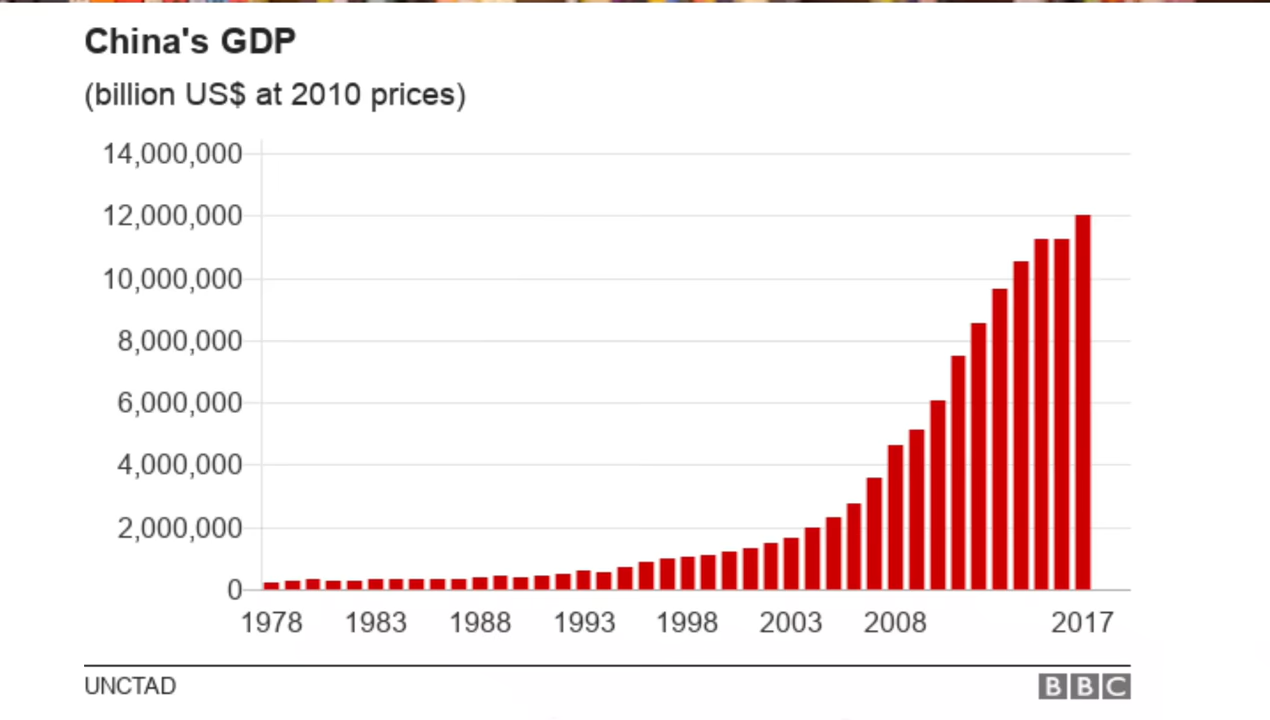 China's GDP
(billion US$ at 2010 prices)
14,000,000
12,000,000
10,000,000
8,000,000
6,000,000
4,000,000
2,000,000
0
1978 1983 1988 1993 1998 2003 2008 2017
UNCTAD BBC